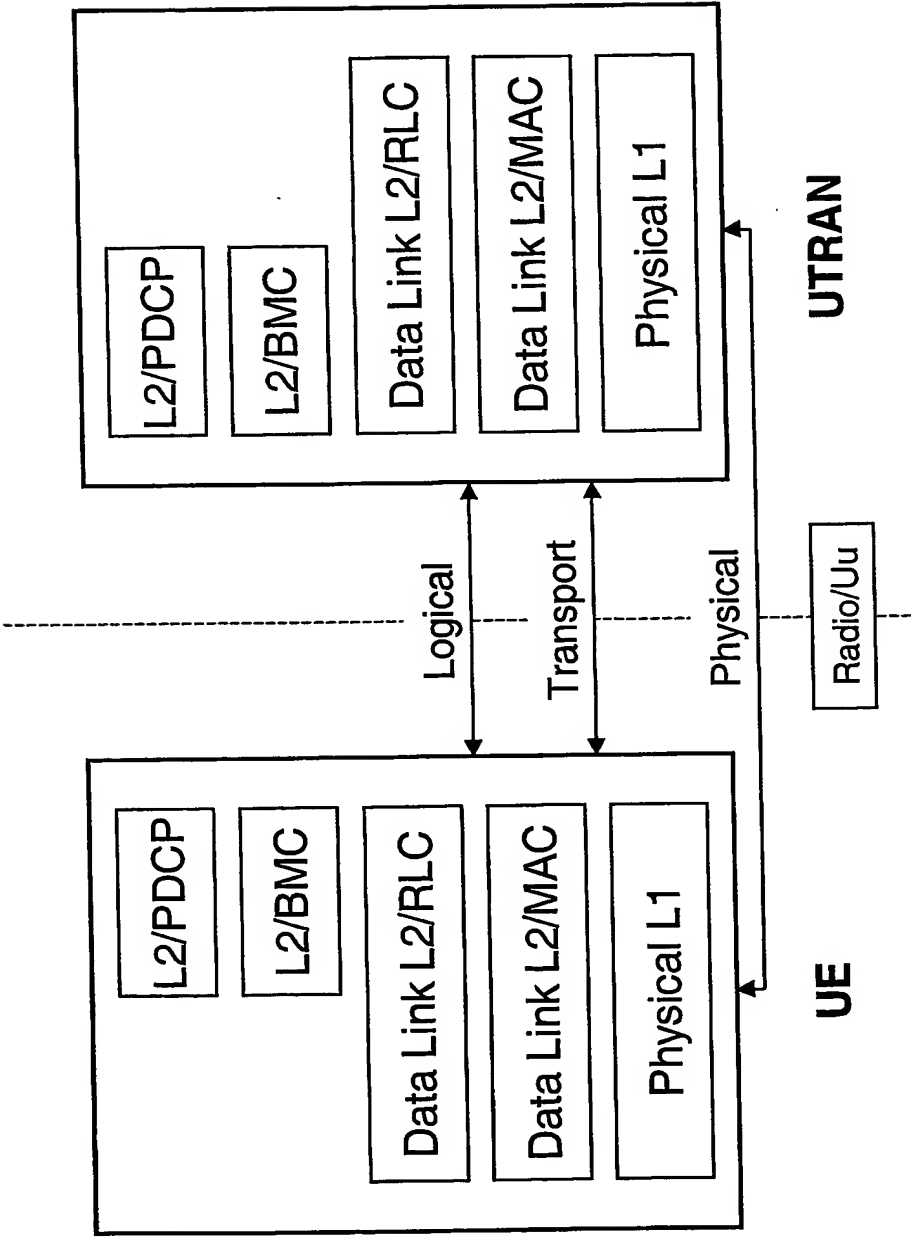 L2/PDCP
L2/BMC
Data Link L2/RLC
Data Link L2/MAC
Physical L1
UE
Logical
Transport
Physical
Radio/Uu
L2/PDCP
L2/BMC
Data Link L2/RLC
Data Link L2/MAC
Physical L1
UTRAN